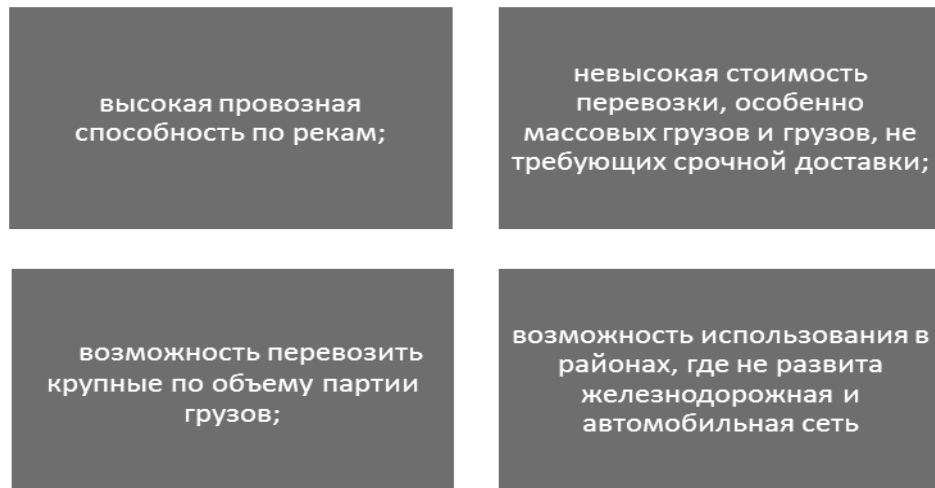 высокая провозная
способность по рекам;
невысокая стоимость
перевозки, особенно
массовых грузов и грузов, не
требующих срочной доставки;
возможность перевозить
крупные по объему партии
грузов;
возможность использования в
районах, где не развита
железнодорожная и
автомобильная сеть